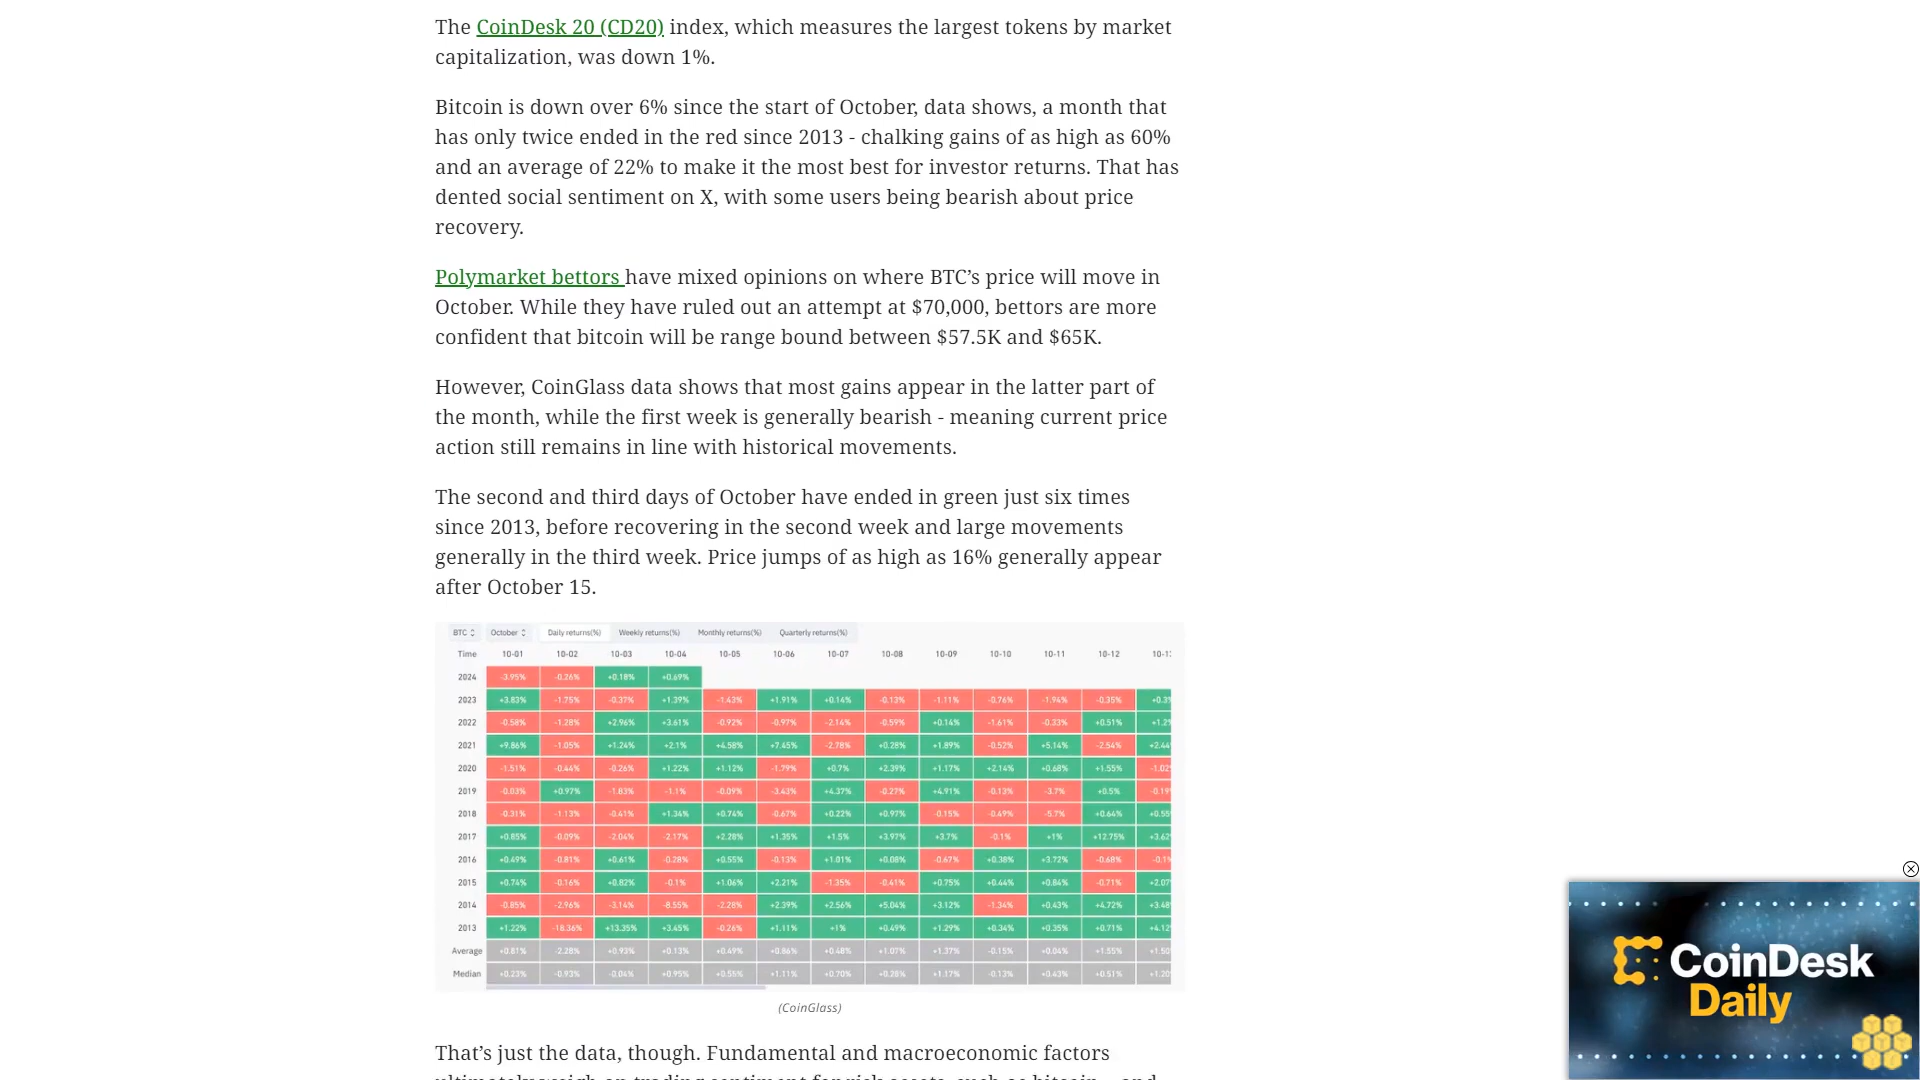 The CoinDesk 20 (CD20) index, which measures the largest tokens by market
capitalization, was down 1%.
Bitcoin is down over 6% since the start of October, data shows, a month that
has only twice ended in the red since 2013 - chalking gains of as high as 60%
and an average of 22% to make it the most best for investor returns. That has
dented social sentiment on X, with some users being bearish about price
recovery.
Polymarket bettors have mixed opinions on where BTC’s price will move in
October. While they have ruled out an attempt at $70,000, bettors are more
confident that bitcoin will be range bound between $57.5K and $65K.
However, CoinGlass data shows that most gains appear in the latter part of
the month, while the first week is generally bearish - meaning current price
action still remains in line with historical movements.
The second and third days of October have ended in green just six times
since 2013, before recovering in the second week and large movements
generally in the third week. Price jumps of as high as 16% generally appear
after October 15.
BTC October Daily returns(%) Weekly returns(%) Monthly returns(%) Quarterly returns(%)
Time 10-01 10-02 10-03 10-04 10-05 10-06 10-07 10-08 10-09 10-10 10-11 10-12
2024 -3.95% -0.26% +0.18% +0.69%
2023 +3.83% -1.75% -0.37% +1.39% -1.43% +1.91% +0.14% -0.13% -1.11% -0.76% -1.94% -0.35% +0.3
2022 -0.58% -1.28% +2.96% +3.61% -0.92% -0.97% -2.14% -0.59% +0.14% -1.61% -0.33% +0.51% +1.2
2021 +9.86% -1.05% +1.24% +2.1% +4.58% +7.45% -2.78% +0.28% +1.89% -0.52% +5.14% -2.54% +2.44
2020 -1.51% -0.44% -0.26% +1.22% +1.12% -1.79% +0.7% +2.39% +1.17% +2.14% +0.68% +1.55% -1.02
2019 -0.03% +0.97% -1.83% -1.1% -0.09% -3.43% +4.37% -0.27% +4.91% -0.13% -3.7% +0.5% -0.19
2018 -0.31% -1.13% -0.41% +1.34% +0.74% -0.67% +0.22% +0.97% -0.15% -0.49% -5.7% +0.64% +0.55
2017 +0.85% -0.09% -2.04% -2.17% +2.28% +1.35% +1.5% +3.97% +3.7% -0.1% +1% +12.75% +3.62
2016 +0.49% -0.81% +0.61% -0.28% +0.55% -0.13% +1.01% +0.08% -0.67% +0.38% +3.72% -0.68% -0.1
2015 +0.74% -0.16% +0.82% -0.1% +1.06% +2.21% -1.35% -0.41% +0.75% +0.44% +0.84% -0.71% +2.07
2014 -0.85% -2.96% -3.14% -8.55% -2.28% +2.39% +2.56% +5.04% +3.12% -1.34% +0.43% +4.72% +3.48
2013 +1.22% -18.36% +13.35% +3.45% -0.26% +1.11% +1% +0.49% +1.29% +0.34% +0.35% +0.71% +4.12
Average +0.81% -2.28% +0.93% +0.13% +0.49% +0.86% +0.48% +1.07% +1.37% -0.15% +0.04% +1.55% +1.50
Median +0.23% -0.93% -0.04% +0.95% +0.55% +1.11% +0.70% +0.28% +1.17% -0.13% +0.43% +0.51% +1.20
(CoinGlass)
CoinDesk
Daily
That’s just the data, though. Fundamental and macroeconomic factors